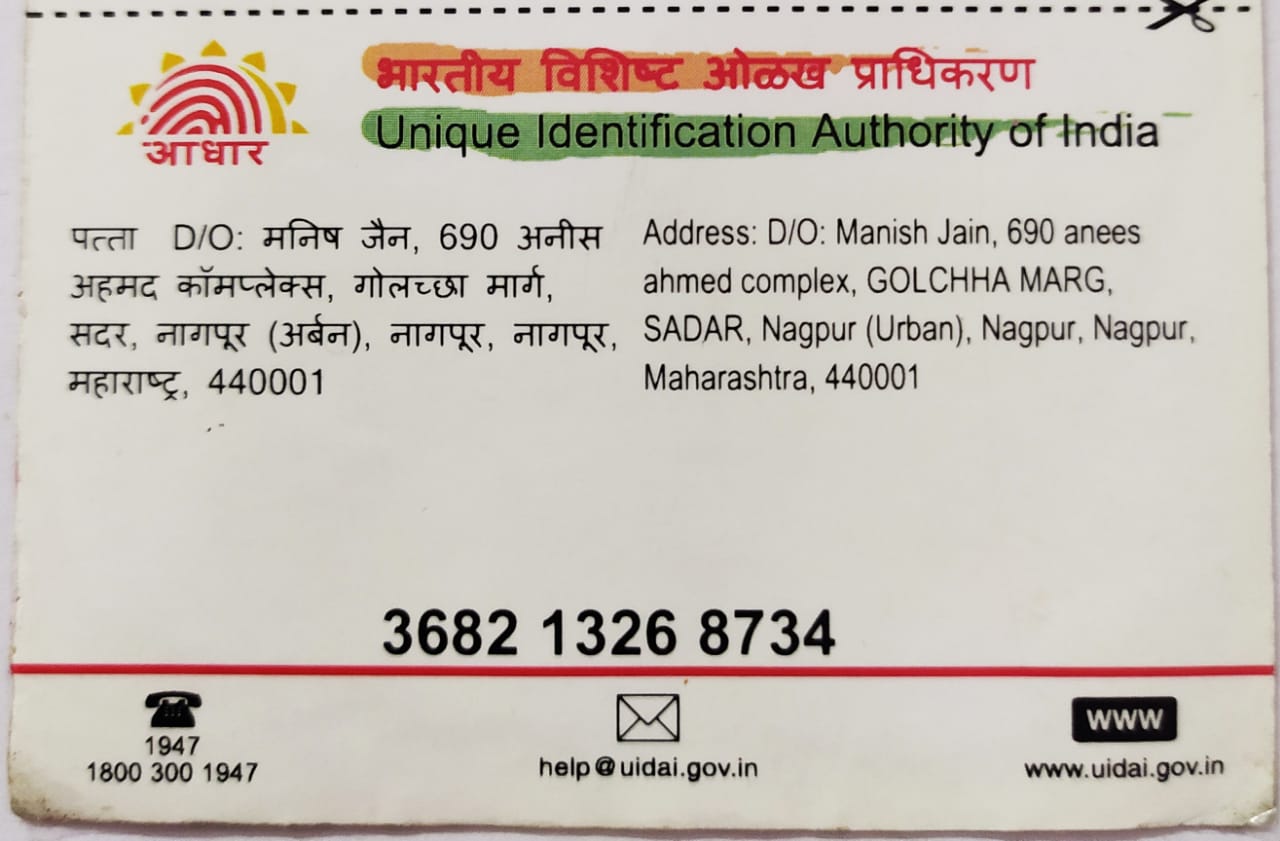 भारतीय विशिष्ट ओळख प्राधिकरण
Unique Identification Authority of India
आधार
पत्ता D/O: मनिष जैन, 690 अनीस
अहमद कॉमप्लेक्स, गोलच्छा मार्ग,
सदर, नागपूर (अर्बन), नागपूर, नागपूर,
महाराष्ट्र, 440001
Address: D/O: Manish Jain, 690 anees
ahmed complex, GOLCHHA MARG,
SADAR, Nagpur (Urban), Nagpur, Nagpur,
Maharashtra, 440001
3682 1326 8734
1947
1800 300 1947
help@uidai.gov.in
www
www.uidai.gov.in